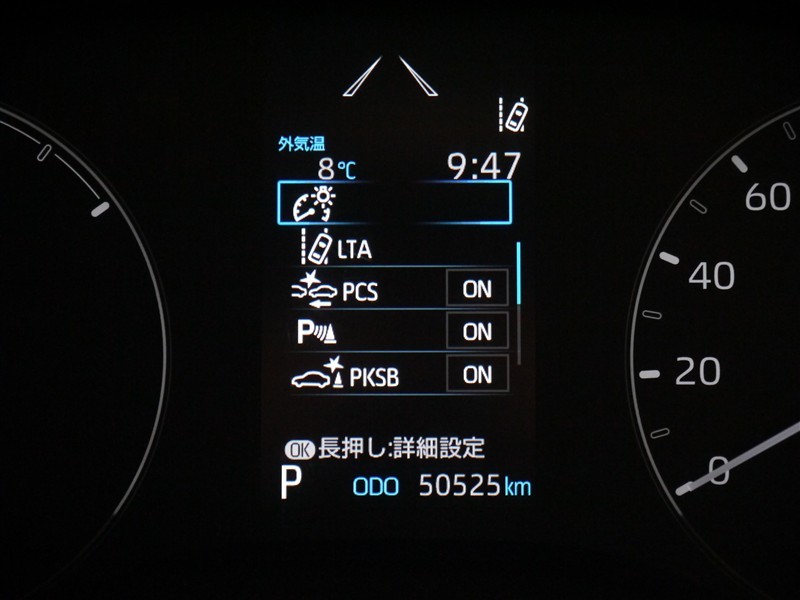 外気温
8℃ 9:47
LTA
PCS ON
P ON
PKSB ON
OK 長押し:詳細設定
P ODO 50525km
60
40
20
0